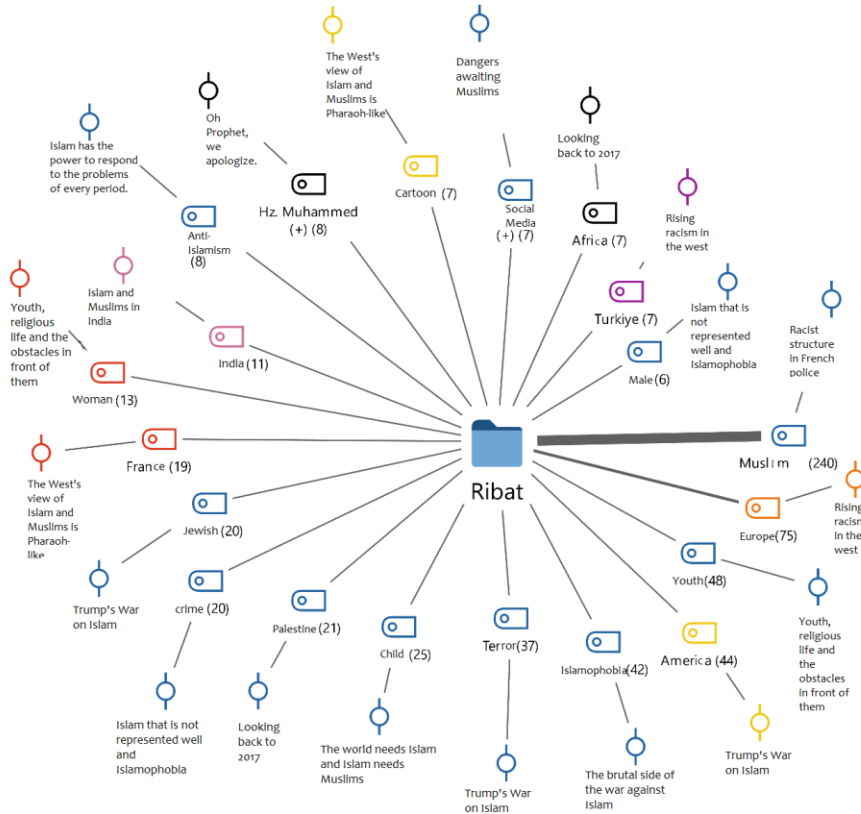 The West's
view of
Islam and
Muslims is
Pharaoh-like
Cartoon (7)
Dangers
awaiting
Muslims
Social
Media
(+) (7)
Looking
back to 2017
Africa (7)
Rising
racism in
the west
Turkiye (7)
Islam that is
not
represented
well and
Islamophobia
Male (6)
Racist
structure
in French
police
Muslim (240)
Rising
racism
in the
west
Europe(75)
Youth(48)
Youth,
religious
life and
the
obstacles
in front of
them
America (44)
Trump's War
on Islam
Islamophobia(42)
The brutal side of
the war against
Islam
Terror(37)
Trump's War
on Islam
Child (25)
The world needs Islam
and Islam needs
Muslims
Palestine (21)
Looking
back to
2017
crime (20)
Islam that is not
represented well
and
Islamophobia
Jewish (20)
Trump's War
on Islam
France (19)
The West's
view of
Islam and
Muslims is
Pharaoh-
like
Woman (13)
Youth,
religious
life and the
obstacles in
front of
them
India (11)
Islam and
Muslims in
India
Anti-
Islamism
(8)
Islam has the
power to respond
to the problems
of every period.
Hz. Muhammed
(+) (8)
Oh
Prophet,
we
apologize.
Ribat